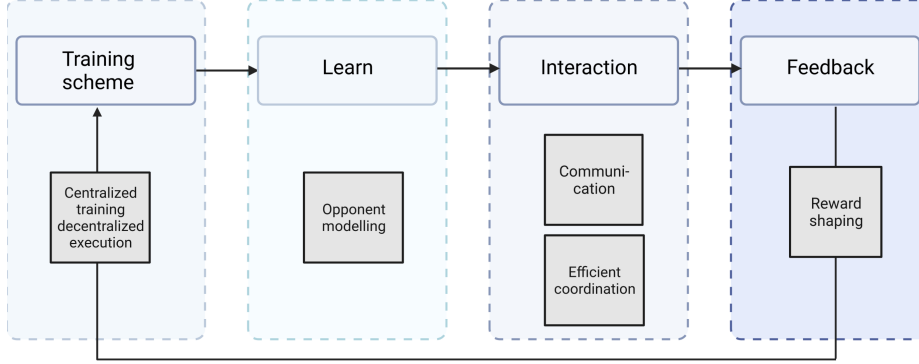 Training
scheme
Learn
Interaction
Feedback
Centralized
training
decentralized
execution
Opponent
modelling
Communi-
cation
Efficient
coordination
Reward
shaping